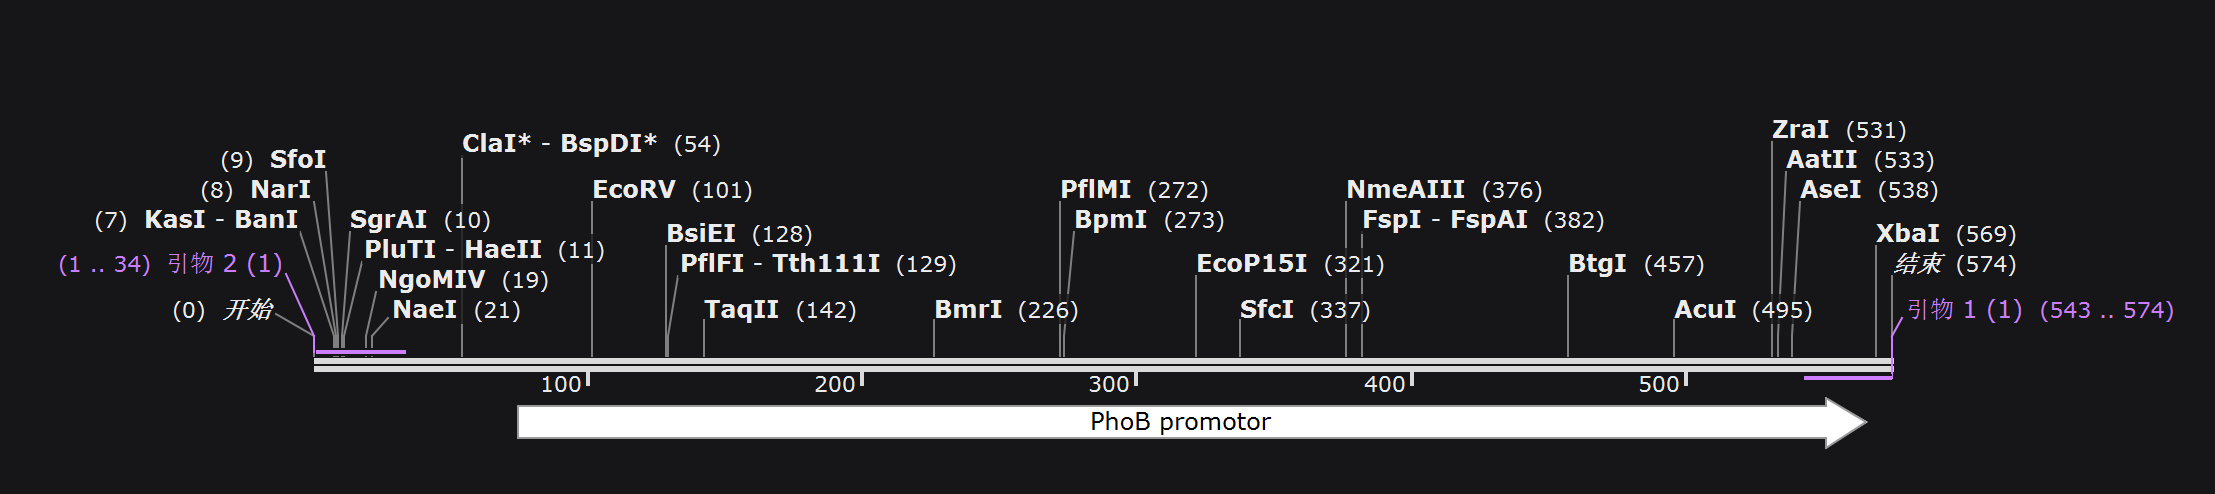 ZraI (531)
ClaI* - BspDI* (54)
(9) SfoI
AatII (533)
(8) NarI
EcoRV (101)
PflMI (272)
NmeAIII (376)
AseI (538)
(7) KasI - BanI
SgrAI (10)
BpmI (273)
FspI - FspAI (382)
BsiEI (128)
XbaI (569)
PluTI - HaeII (11)
(1 .. 34) 引物 2 (1)
PflFI - Tth111I (129)
EcoP15I (321)
BtgI (457)
结束 (574)
NgoMIV (19)
(0) 开始
NaeI (21)
TaqII (142)
BmrI (226)
SfcI (337)
AcuI (495)
引物 1 (1) (543 .. 574)
100 200 300 400 500
PhoB promotor